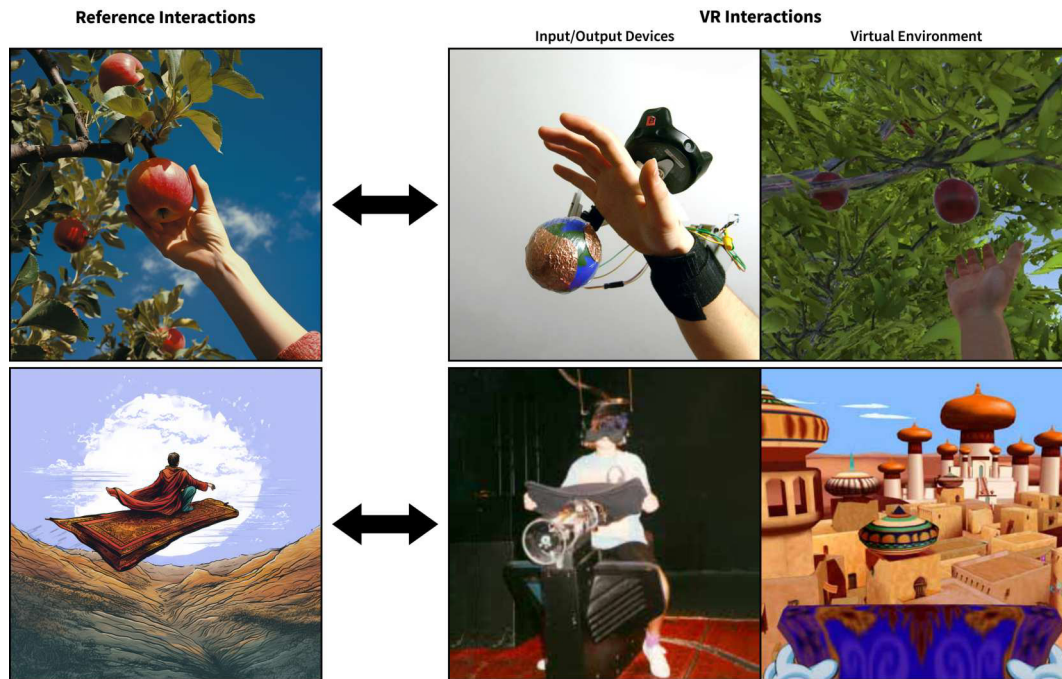 Reference Interactions
VR Interactions
Input/Output Devices
Virtual Environment